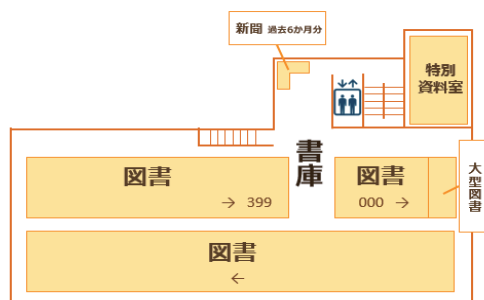 新聞 過去6か月分
特別
資料室
書庫
図書
→ 399
図書
000 →
大型図書
図書
←